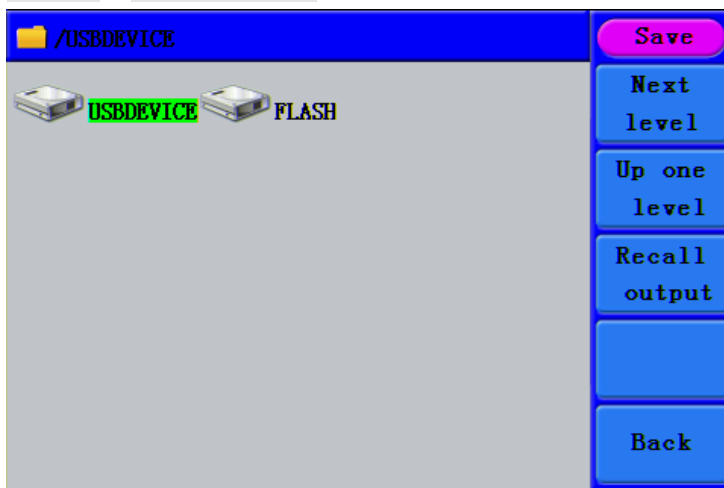 /USBDEVICE
Save
USBDEVICE FLASH
Next
level
Up one
level
Recall
output
Back